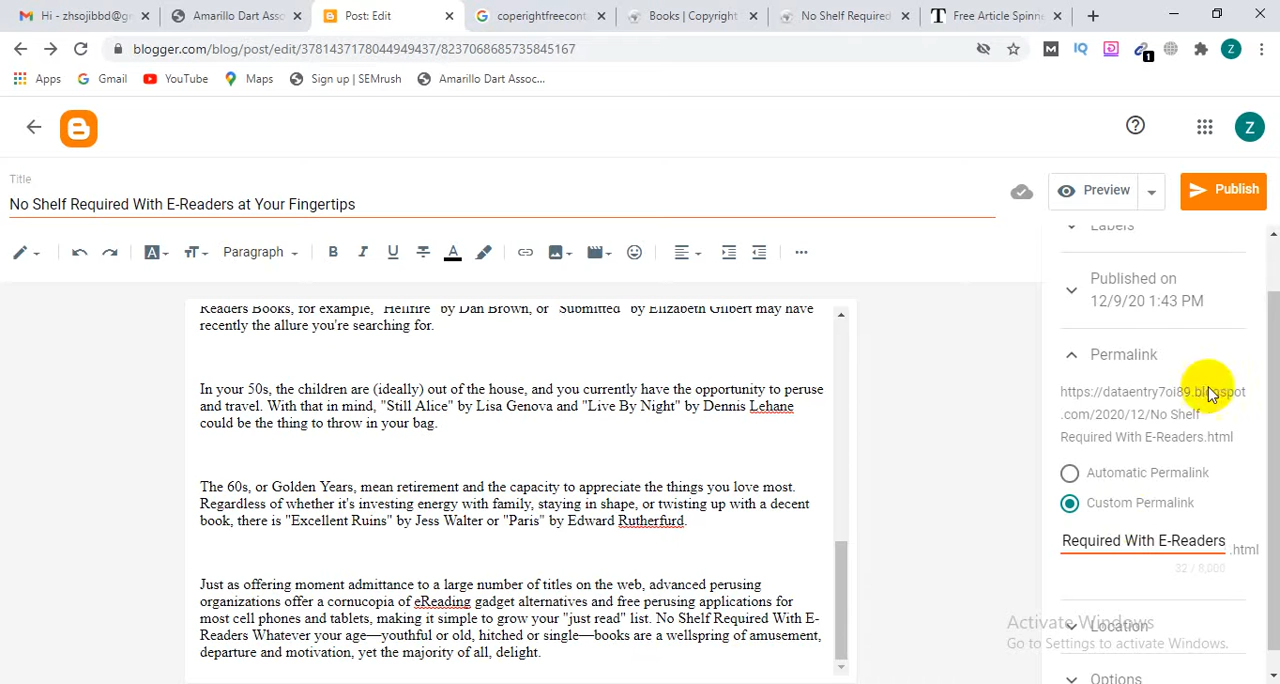 Hi - zhsojibbd@g
Amarillo Dart Asso
Post: Edit
coperightfreecont
Books | Copyright
No Shelf Required
Free Article Spinne
blogger.com/blog/post/edit/3781437178044949437/8237068685735845167
Apps
Gmail
YouTube
Maps
Sign up | SEMrush
Amarillo Dart Assoc...
Z
Title
No Shelf Required With E-Readers at Your Fingertips
Preview
Publish
Paragraph
Readers Books, for example, "Hellfire" by Dan Brown, or "Submitted" by Elizabeth Gilbert may have
recently the allure you're searching for.
In your 50s, the children are (ideally) out of the house, and you currently have the opportunity to peruse
and travel. With that in mind, "Still Alice" by Lisa Genova and "Live By Night" by Dennis Lehane
could be the thing to throw in your bag.
The 60s, or Golden Years, mean retirement and the capacity to appreciate the things you love most.
Regardless of whether it's investing energy with family, staying in shape, or twisting up with a decent
book, there is "Excellent Ruins" by Jess Walter or "Paris" by Edward Rutherfurd.
Just as offering moment admittance to a large number of titles on the web, advanced perusing
organizations offer a cornucopia of eReading gadget alternatives and free perusing applications for
most cell phones and tablets, making it simple to grow your "just read" list. No Shelf Required With E-
Readers Whatever your age—youthful or old, hitched or single—books are a wellspring of amusement,
departure and motivation, yet the majority of all, delight.
Labels
Published on
12/9/20 1:43 PM
Permalink
https://dataentry7oi89.blogspot
.com/2020/12/No Shelf
Required With E-Readers.html
Automatic Permalink
Custom Permalink
Required With E-Readers
.html
32 / 8,000
Location
Options
Activate Windows
Go to Settings to activate Windows.